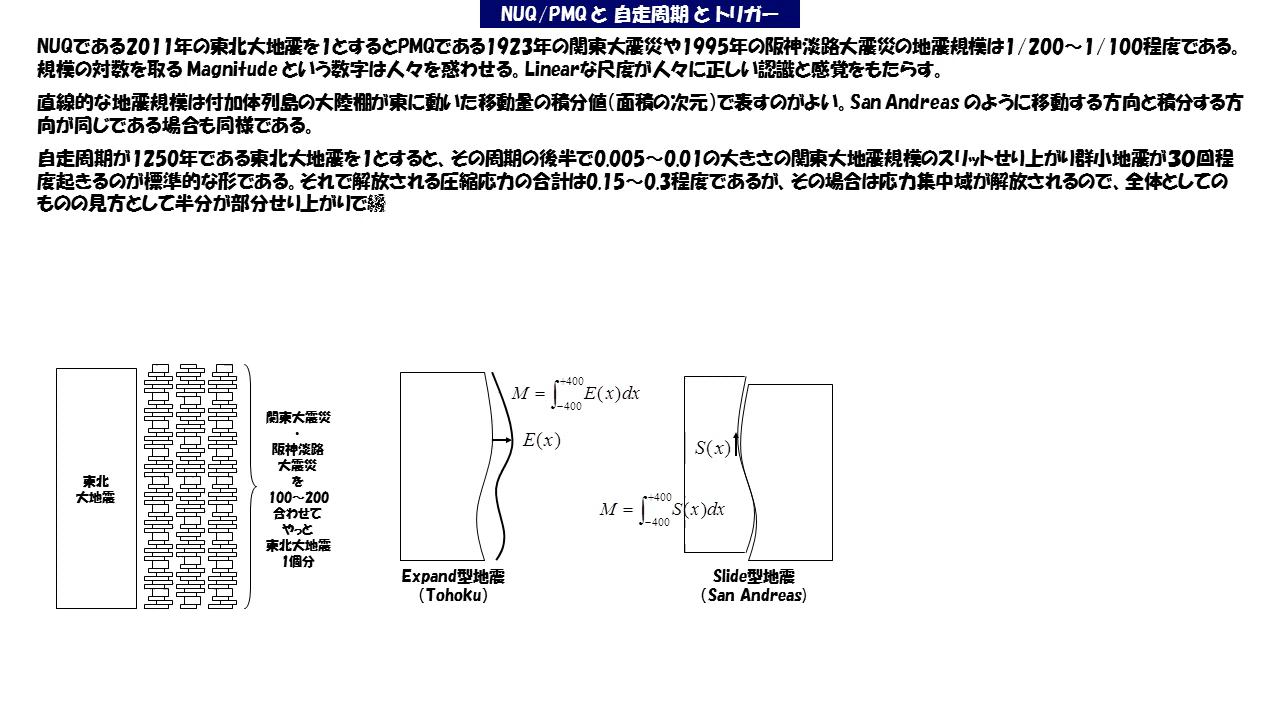 NUQ/PMQ と 自走周期 と トリガー
NUQである2011年の東北大地震を1とするとPMQである1923年の関東大震災や1995年の阪神淡路大震災の地震規模は1/200～1/100程度である。
規模の対数を取る Magnitude という数字は人々を惑わせる。Linearな尺度が人々に正しい認識と感覚をもたらす。
直線的な地震規模は付加体列島の大陸棚が東に動いた移動量の積分値(面積の次元)で表すのがよい。San Andreas のように移動する方向と積分する方
向が同じである場合も同様である。
自走周期が1250年である東北大地震を1とすると、その周期の後半で0.005～0.01の大きさの関東大地震規模のスリットせり上がり群小地震が30回程
度起きるのが標準的な形である。それで解放される圧縮応力の合計は0.15～0.3程度であるが、その場合は応力集中域が解放されるので、全体としての
ものの見方として半分が部分せり上がりで
東北
大地震
関東大震災
・
阪神淡路
大震災
を
100～200
合わせて
やっと
東北大地震
1個分
M = ∫_{-400}^{+400} E(x)dx
E(x)
Expand型地震
(Tohoku)
S(x)
M = ∫_{-400}^{+400} S(x)dx
Slide型地震
(San Andreas)